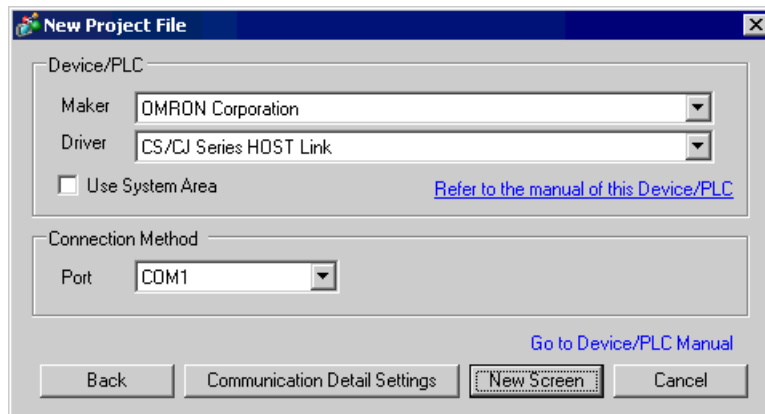 New Project File
Device/PLC
Maker OMRON Corporation
Driver CS/CJ Series HOST Link
Use System Area Refer to the manual of this Device/PLC
Connection Method
Port COM1
Go to Device/PLC Manual
Back Communication Detail Settings New Screen Cancel